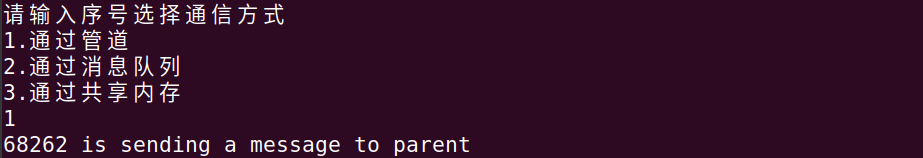 请输入序号选择通信方式
1.通过管道
2.通过消息队列
3.通过共享内存
1
68262 is sending a message to parent